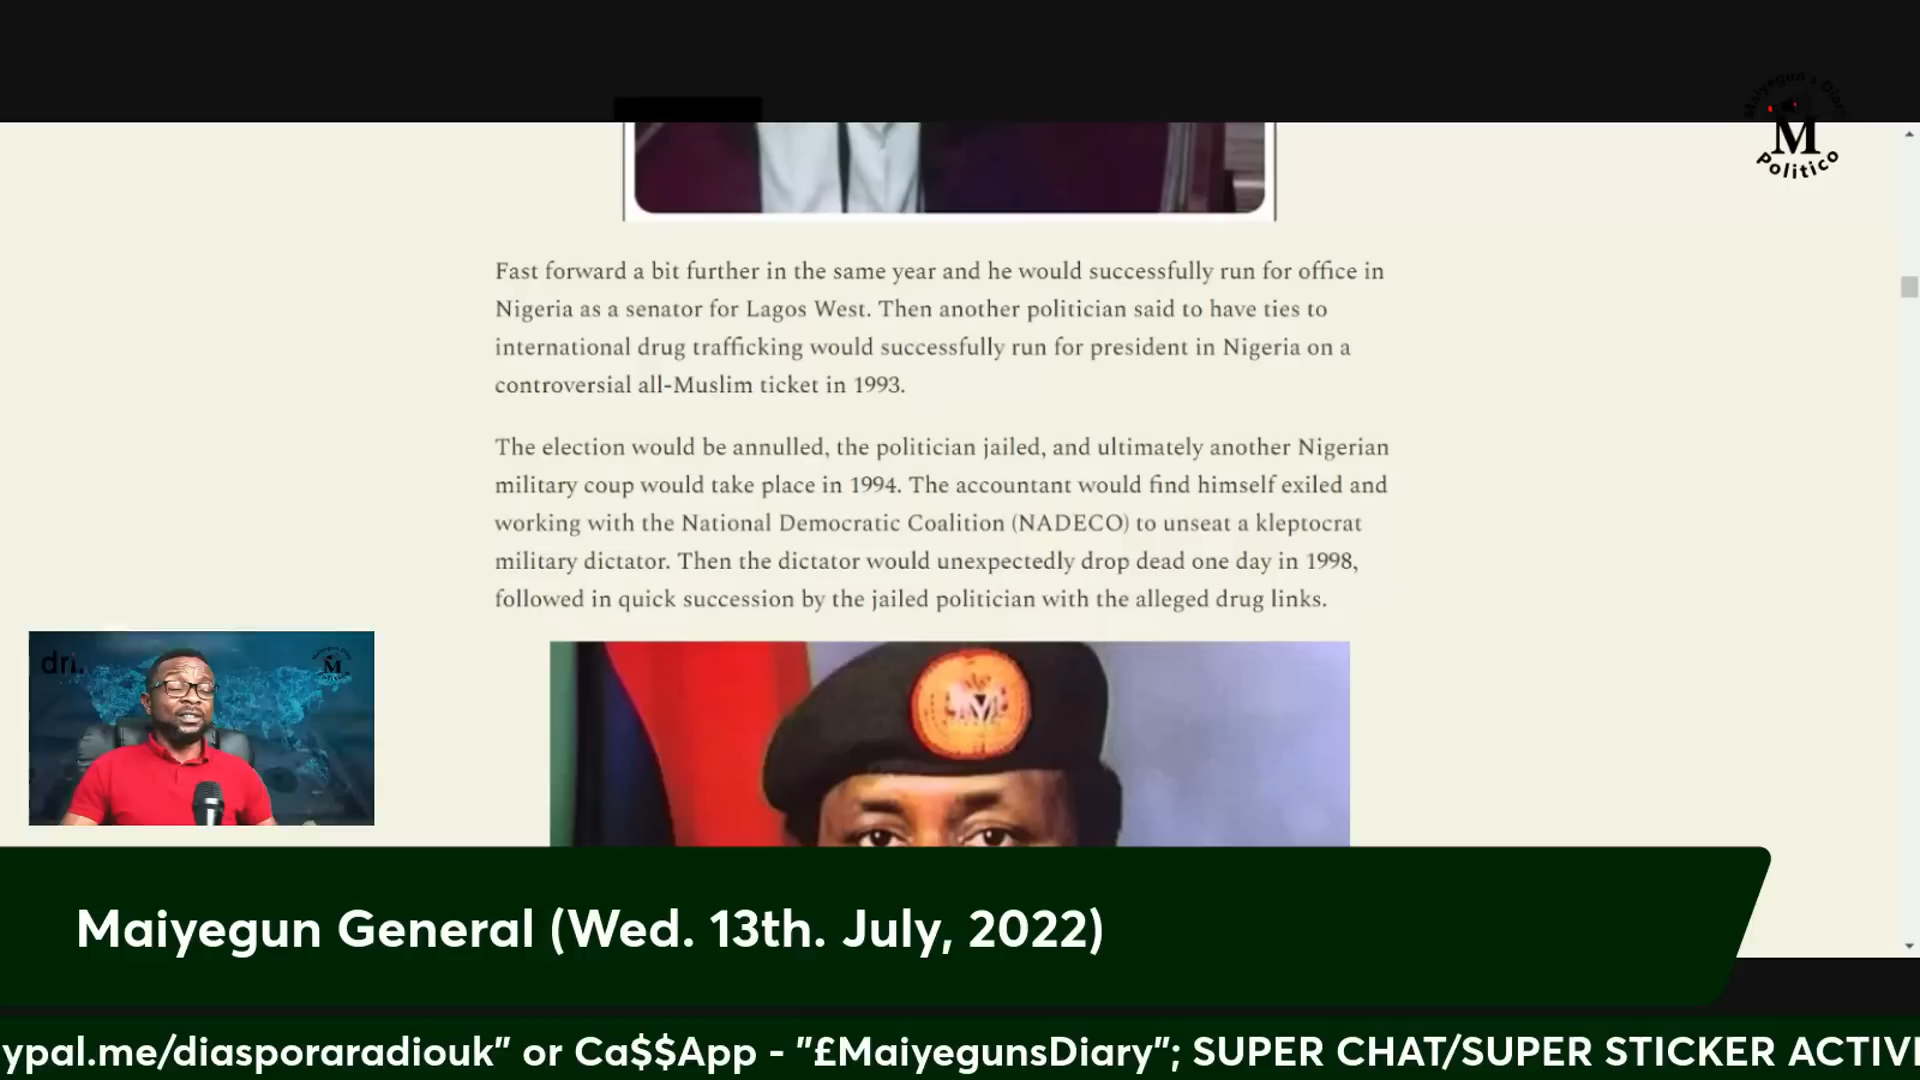 Maiyegun's Diary
M
Politico
Fast forward a bit further in the same year and he would successfully run for office in
Nigeria as a senator for Lagos West. Then another politician said to have ties to
international drug trafficking would successfully run for president in Nigeria on a
controversial all-Muslim ticket in 1993.
The election would be annulled, the politician jailed, and ultimately another Nigerian
military coup would take place in 1994. The accountant would find himself exiled and
working with the National Democratic Coalition (NADECO) to unseat a kleptocrat
military dictator. Then the dictator would unexpectedly drop dead one day in 1998,
followed in quick succession by the jailed politician with the alleged drug links.
M
Maiyegun General (Wed. 13th. July, 2022)
ypal.me/diasporaradiouk" or Ca$$App - "£MaiyegunsDiary"; SUPER CHAT/SUPER STICKER ACTIV